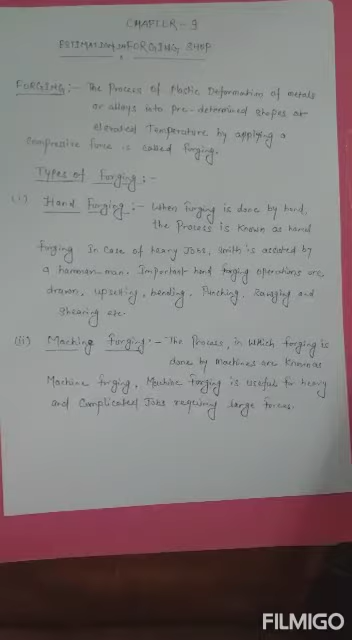 CHAPTER - 9
ESTIMATION IN FORGING SHOP
FORGING :- The Process of Plastic Deformation of metals
or alloys into Pre-determined Shapes at
elevated Temperature by applying a
compressive force is called forging.
Types of forging :-
(i) Hand Forging :- When forging is done by hand,
the Process is known as hand
forging In case of heavy Jobs, smith is assisted by
a hammer-man. Important hand forging operations are
drawn, upsetting, bending, Punching, and
Shearing etc
(ii) Machine forging :- The Process, in which forging is
done by Machines are known as
Machine forging, Machine forging is useful for heavy
and Complicated Jobs requiring large forces.
FILMIGO